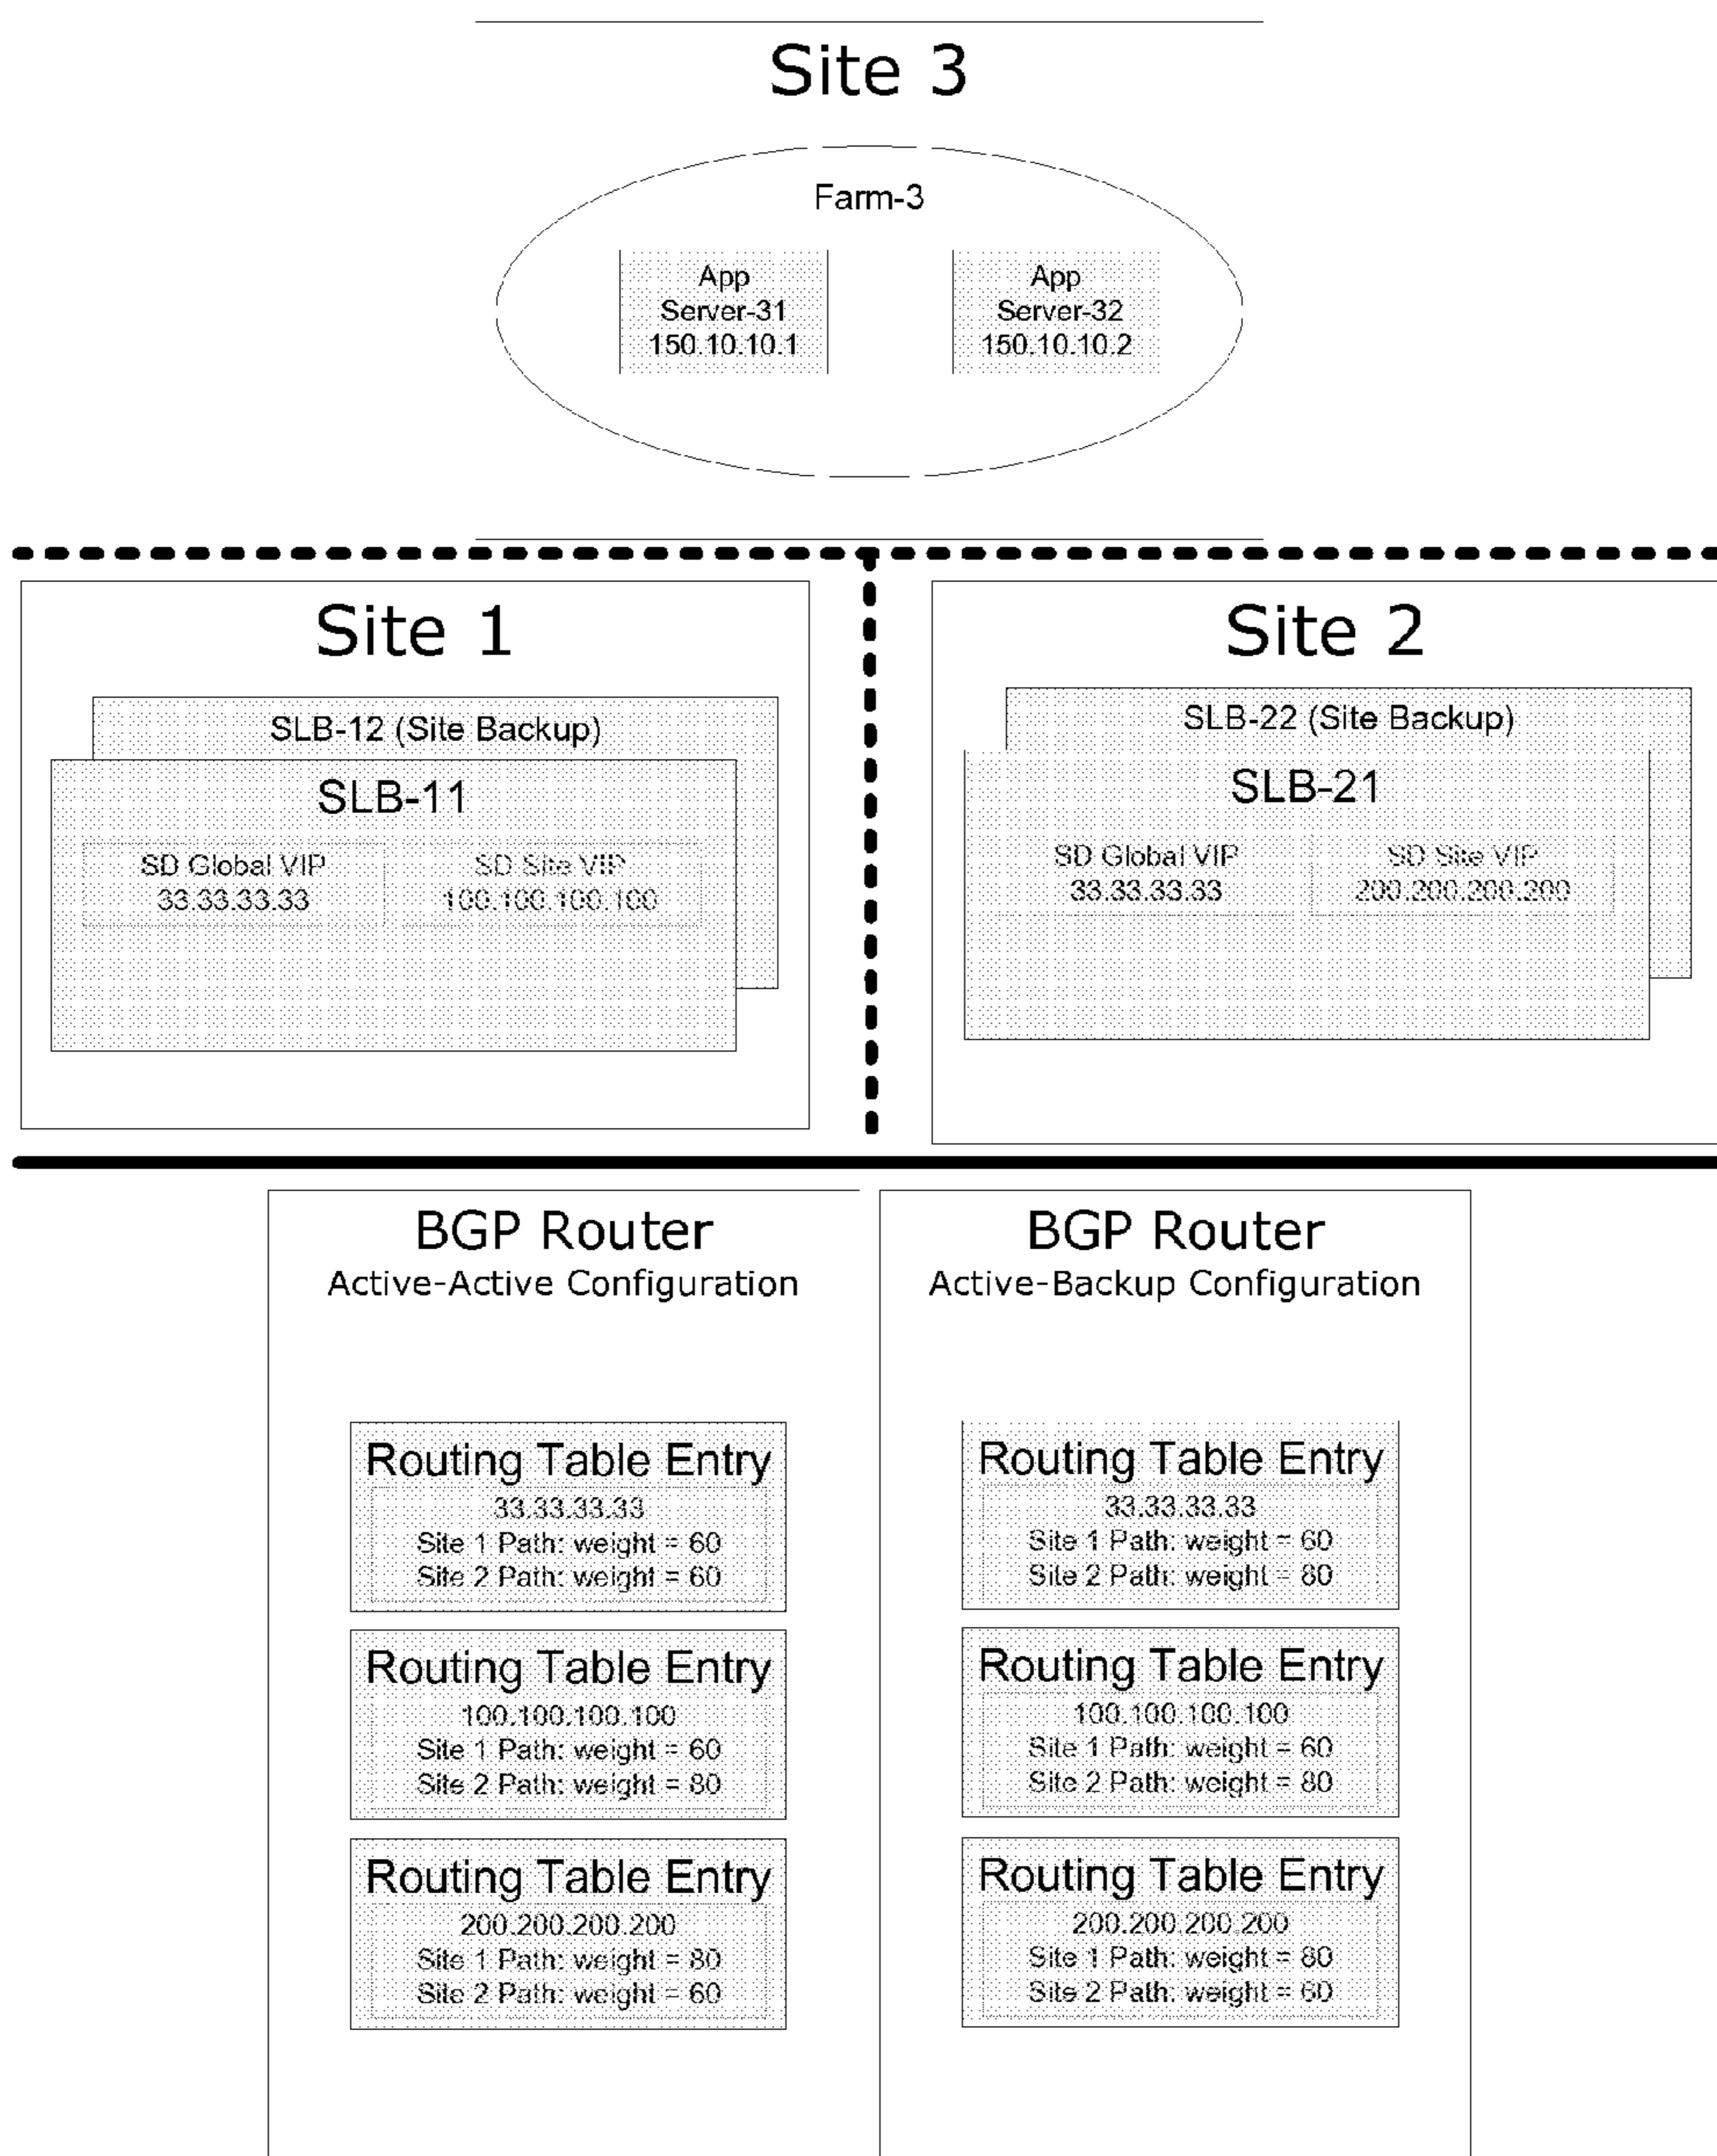 Site 3
Farm-3
App
Server-31
150.10.10.1
App
Server-32
150.10.10.2
Site 1
SLB-12 (Site Backup)
SLB-11
SD Global VIP
33.33.33.33
SD Site VIP
100.100.100.100
Site 2
SLB-22 (Site Backup)
SLB-21
SD Global VIP
33.33.33.33
SD Site VIP
200.200.200.200
BGP Router
Active-Active Configuration
Routing Table Entry
33.33.33.33
Site 1 Path: weight = 60
Site 2 Path: weight = 60
Routing Table Entry
100.100.100.100
Site 1 Path: weight = 60
Site 2 Path: weight = 80
Routing Table Entry
200.200.200.200
Site 1 Path: weight = 80
Site 2 Path: weight = 60
BGP Router
Active-Backup Configuration
Routing Table Entry
33.33.33.33
Site 1 Path: weight = 60
Site 2 Path: weight = 80
Routing Table Entry
100.100.100.100
Site 1 Path: weight = 60
Site 2 Path: weight = 80
Routing Table Entry
200.200.200.200
Site 1 Path: weight = 80
Site 2 Path: weight = 60